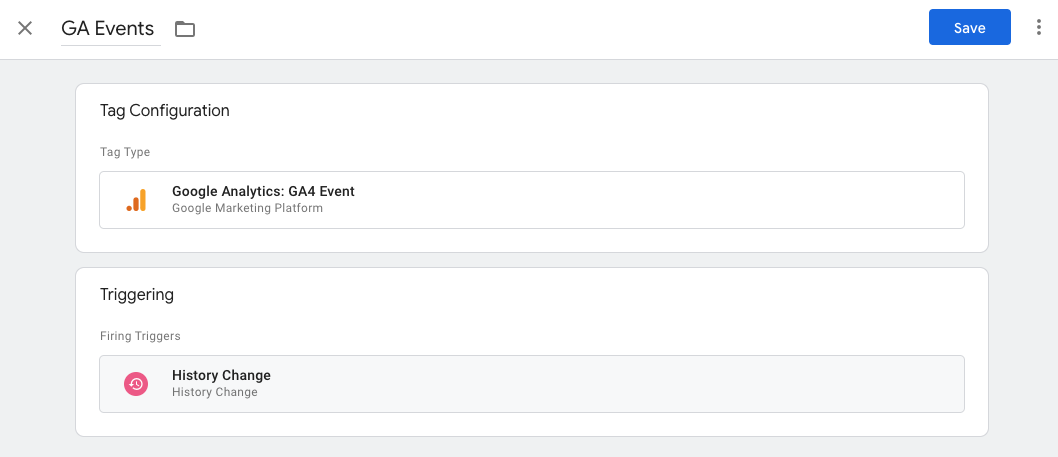 GA Events
Save
Tag Configuration
Tag Type
Google Analytics: GA4 Event
Google Marketing Platform
Triggering
Firing Triggers
History Change
History Change